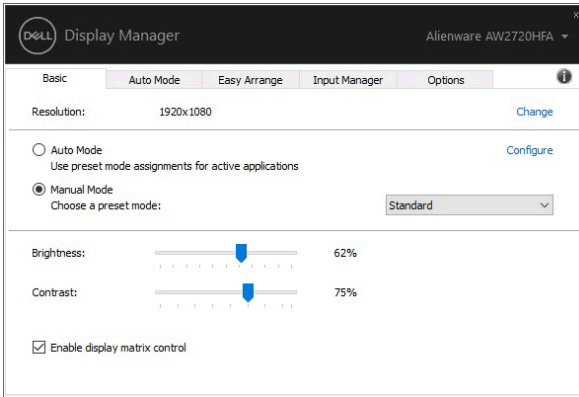 DELL Display Manager Alienware AW2720HFA
Basic Auto Mode Easy Arrange Input Manager Options
Resolution: 1920x1080 Change
Auto Mode Configure
Use preset mode assignments for active applications
Manual Mode
Choose a preset mode: Standard
Brightness: 62%
Contrast: 75%
Enable display matrix control